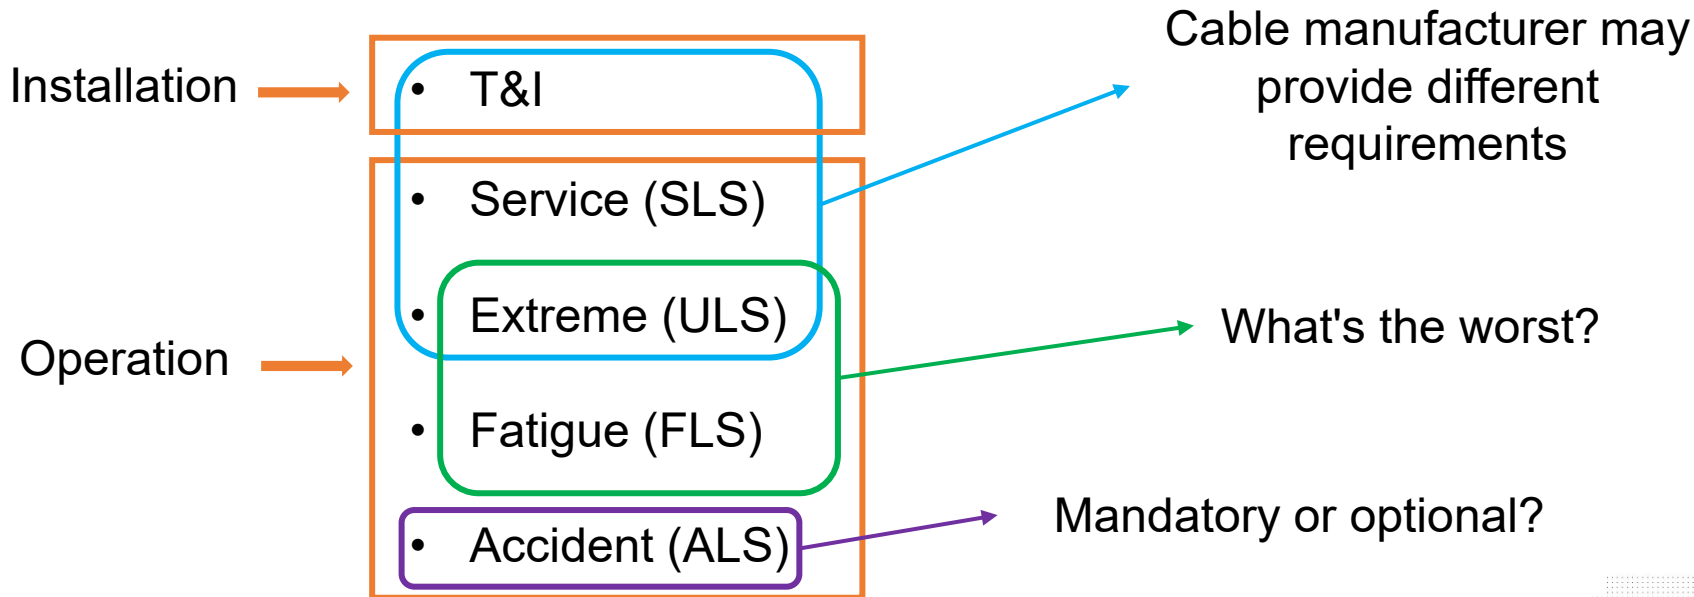 Installation
• T&I
• Service (SLS)
• Extreme (ULS)
Operation
• Fatigue (FLS)
• Accident (ALS)
Cable manufacturer may
provide different
requirements
What's the worst?
Mandatory or optional?